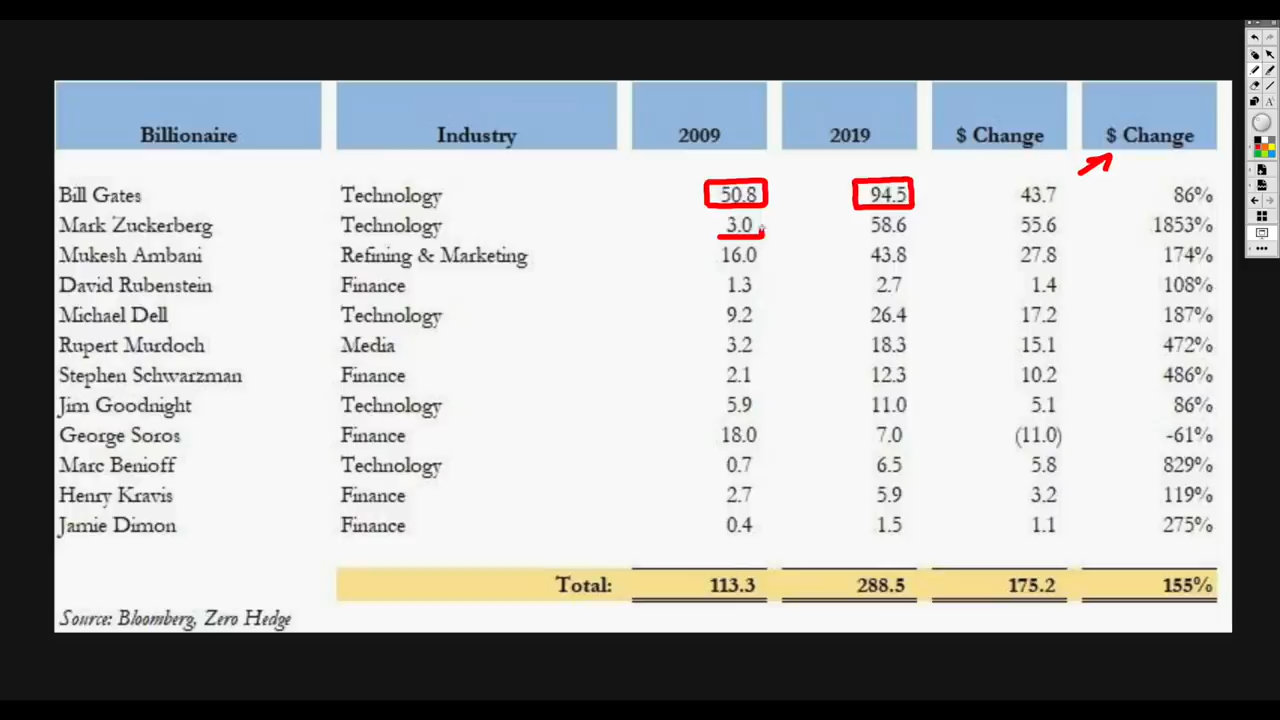 Billionaire Industry 2009 2019 $ Change $ Change
Bill Gates Technology 50.8 94.5 43.7 86%
Mark Zuckerberg Technology 3.0 58.6 55.6 1853%
Mukesh Ambani Refining & Marketing 16.0 43.8 27.8 174%
David Rubenstein Finance 1.3 2.7 1.4 108%
Michael Dell Technology 9.2 26.4 17.2 187%
Rupert Murdoch Media 3.2 18.3 15.1 472%
Stephen Schwarzman Finance 2.1 12.3 10.2 486%
Jim Goodnight Technology 5.9 11.0 5.1 86%
George Soros Finance 18.0 7.0 (11.0) -61%
Marc Benioff Technology 0.7 6.5 5.8 829%
Henry Kravis Finance 2.7 5.9 3.2 119%
Jamie Dimon Finance 0.4 1.5 1.1 275%
Total: 113.3 288.5 175.2 155%
Source: Bloomberg, Zero Hedge